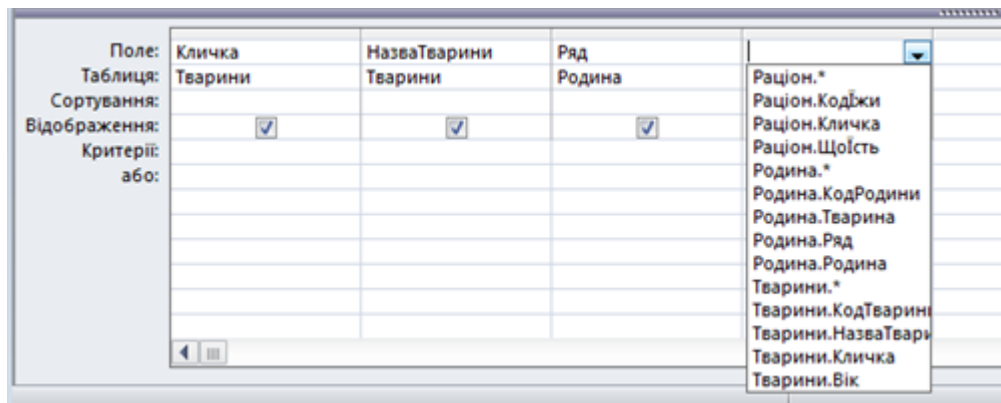 Поле: Кличка НазваТварини Ряд
Таблиця: Тварини Тварини Родина
Сортування:
Відображення:
Критерії:
або:
Раціон.*
Раціон.КодЇжи
Раціон.Кличка
Раціон.ЩоЇсть
Родина.*
Родина.КодРодини
Родина.Тварина
Родина.Ряд
Родина.Родина
Тварини.*
Тварини.КодТварин
Тварини.НазваТвари
Тварини.Кличка
Тварини.Вік